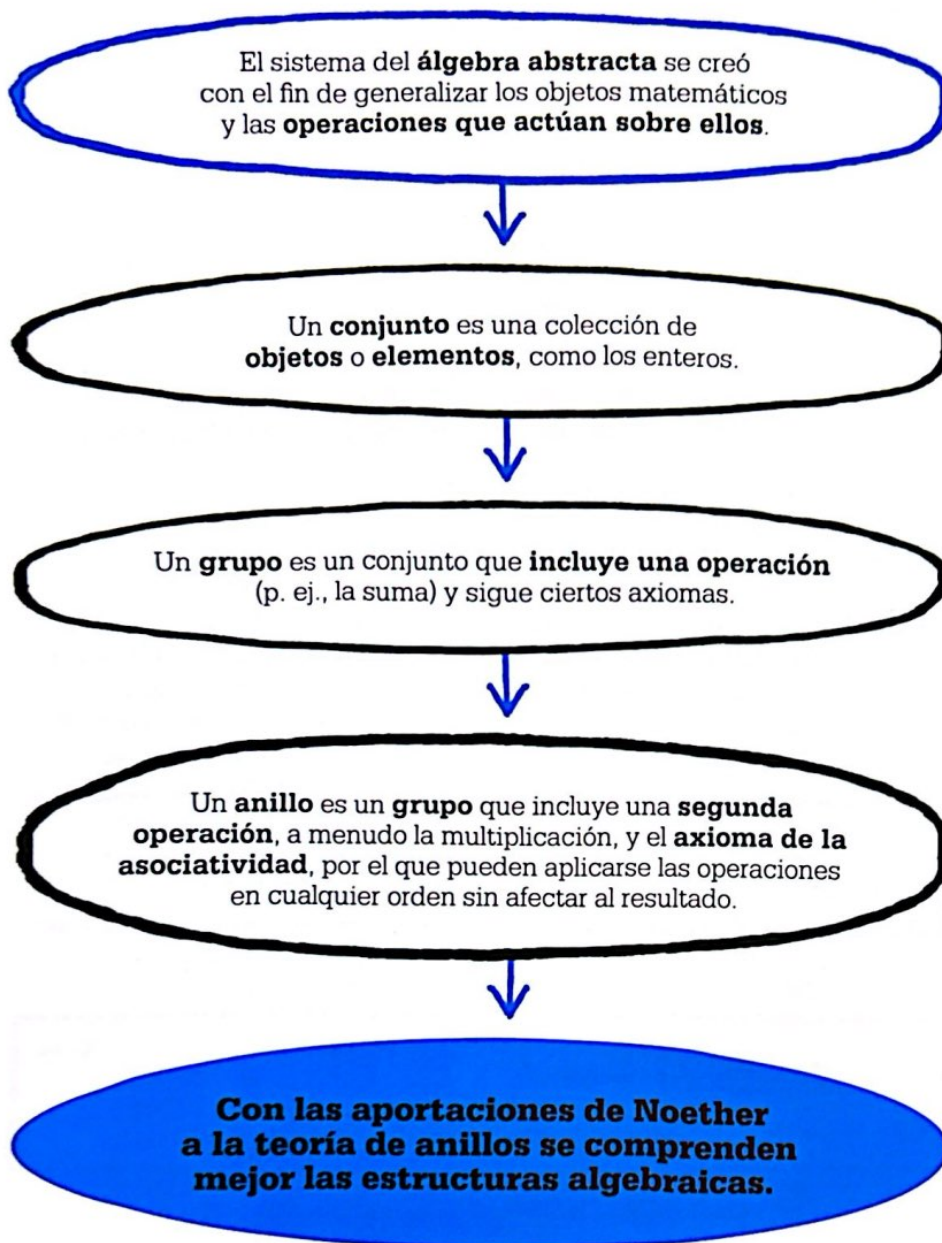 El sistema del álgebra abstracta se creó
con el fin de generalizar los objetos matemáticos
y las operaciones que actúan sobre ellos.
Un conjunto es una colección de
objetos o elementos, como los enteros.
Un grupo es un conjunto que incluye una operación
(p. ej., la suma) y sigue ciertos axiomas.
Un anillo es un grupo que incluye una segunda
operación, a menudo la multiplicación, y el axioma de la
asociatividad, por el que pueden aplicarse las operaciones
en cualquier orden sin afectar al resultado.
Con las aportaciones de Noether
a la teoría de anillos se comprenden
mejor las estructuras algebraicas.